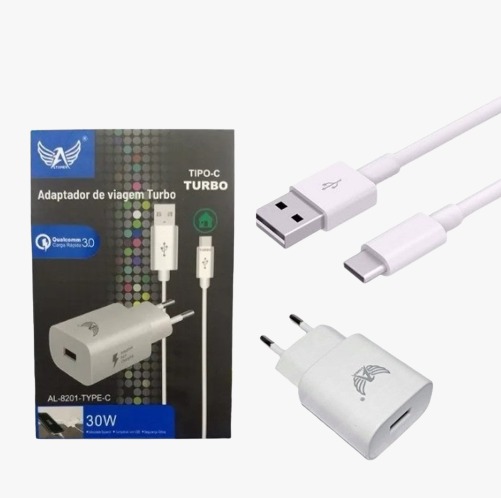 ALTOMEX
TIPO-C
TURBO
Adaptador de viagem Turbo
Qualcomm 3.0
Carga Rápida
AL-8201-TYPE-C
30W